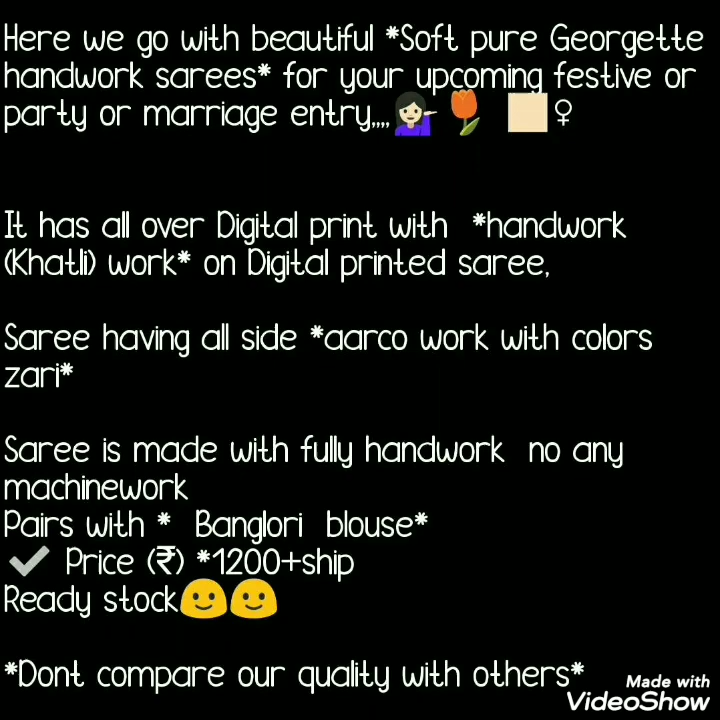 Here we go with beautiful *Soft pure Georgette
handwork sarees* for your upcoming festive or
party or marriage entry,,,,💁🏻🌷 🏻♀
It has all over Digital print with  *handwork
(Khatli) work* on Digital printed saree,
Saree having all side *aarco work with colors
zari*
Saree is made with fully handwork  no any
machinework
Pairs with *  Banglori  blouse*
✔ Price (₹) *1200+ship
Ready stock🙂🙂
*Dont compare our quality with others*
Made with
VideoShow